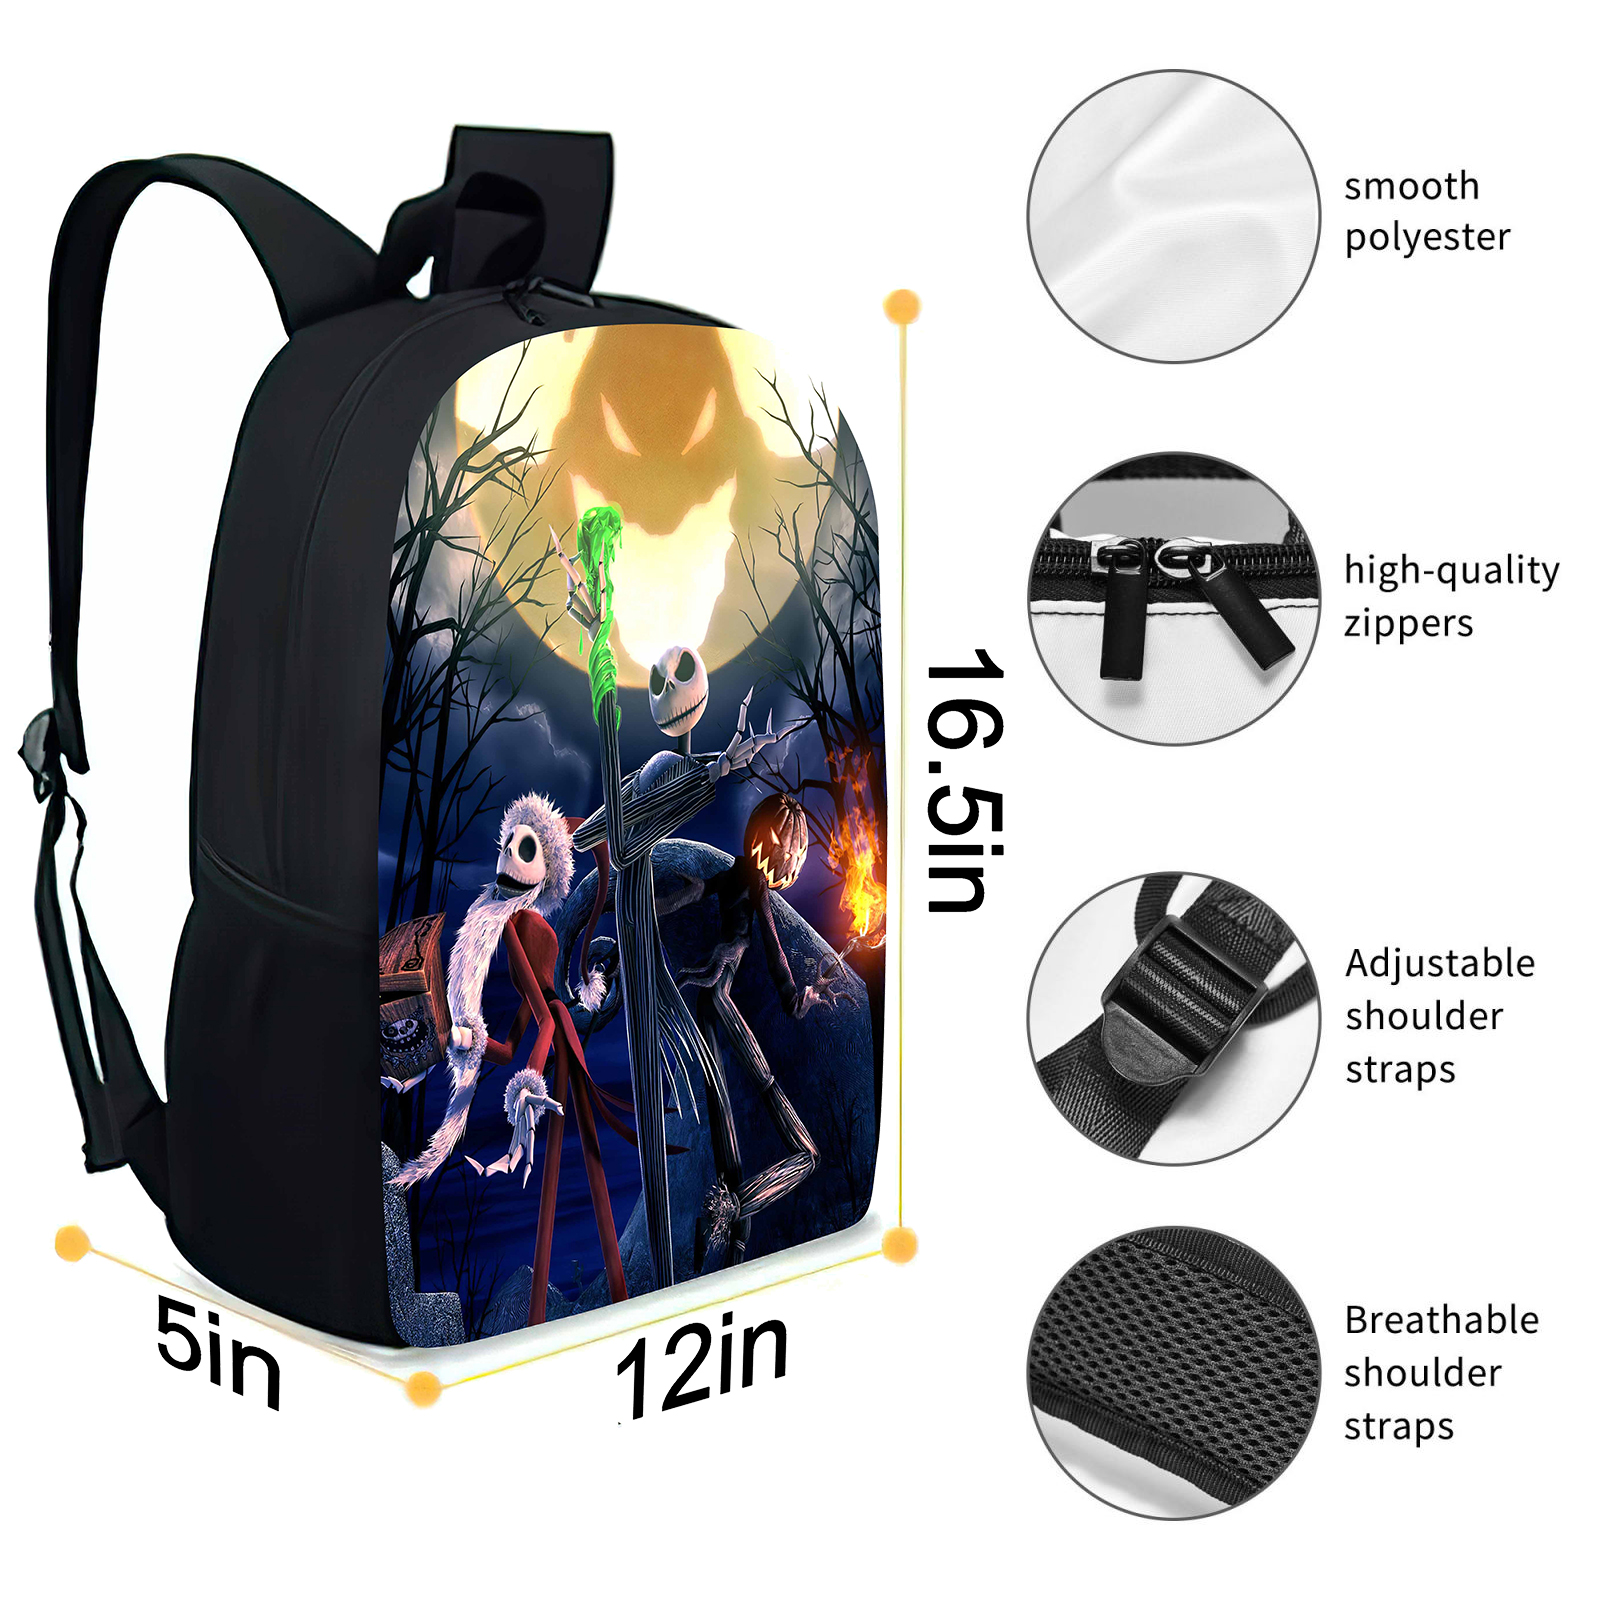 smooth
polyester
high-quality
zippers
16.5in
Adjustable
shoulder
straps
Breathable
shoulder
straps
5in
12in